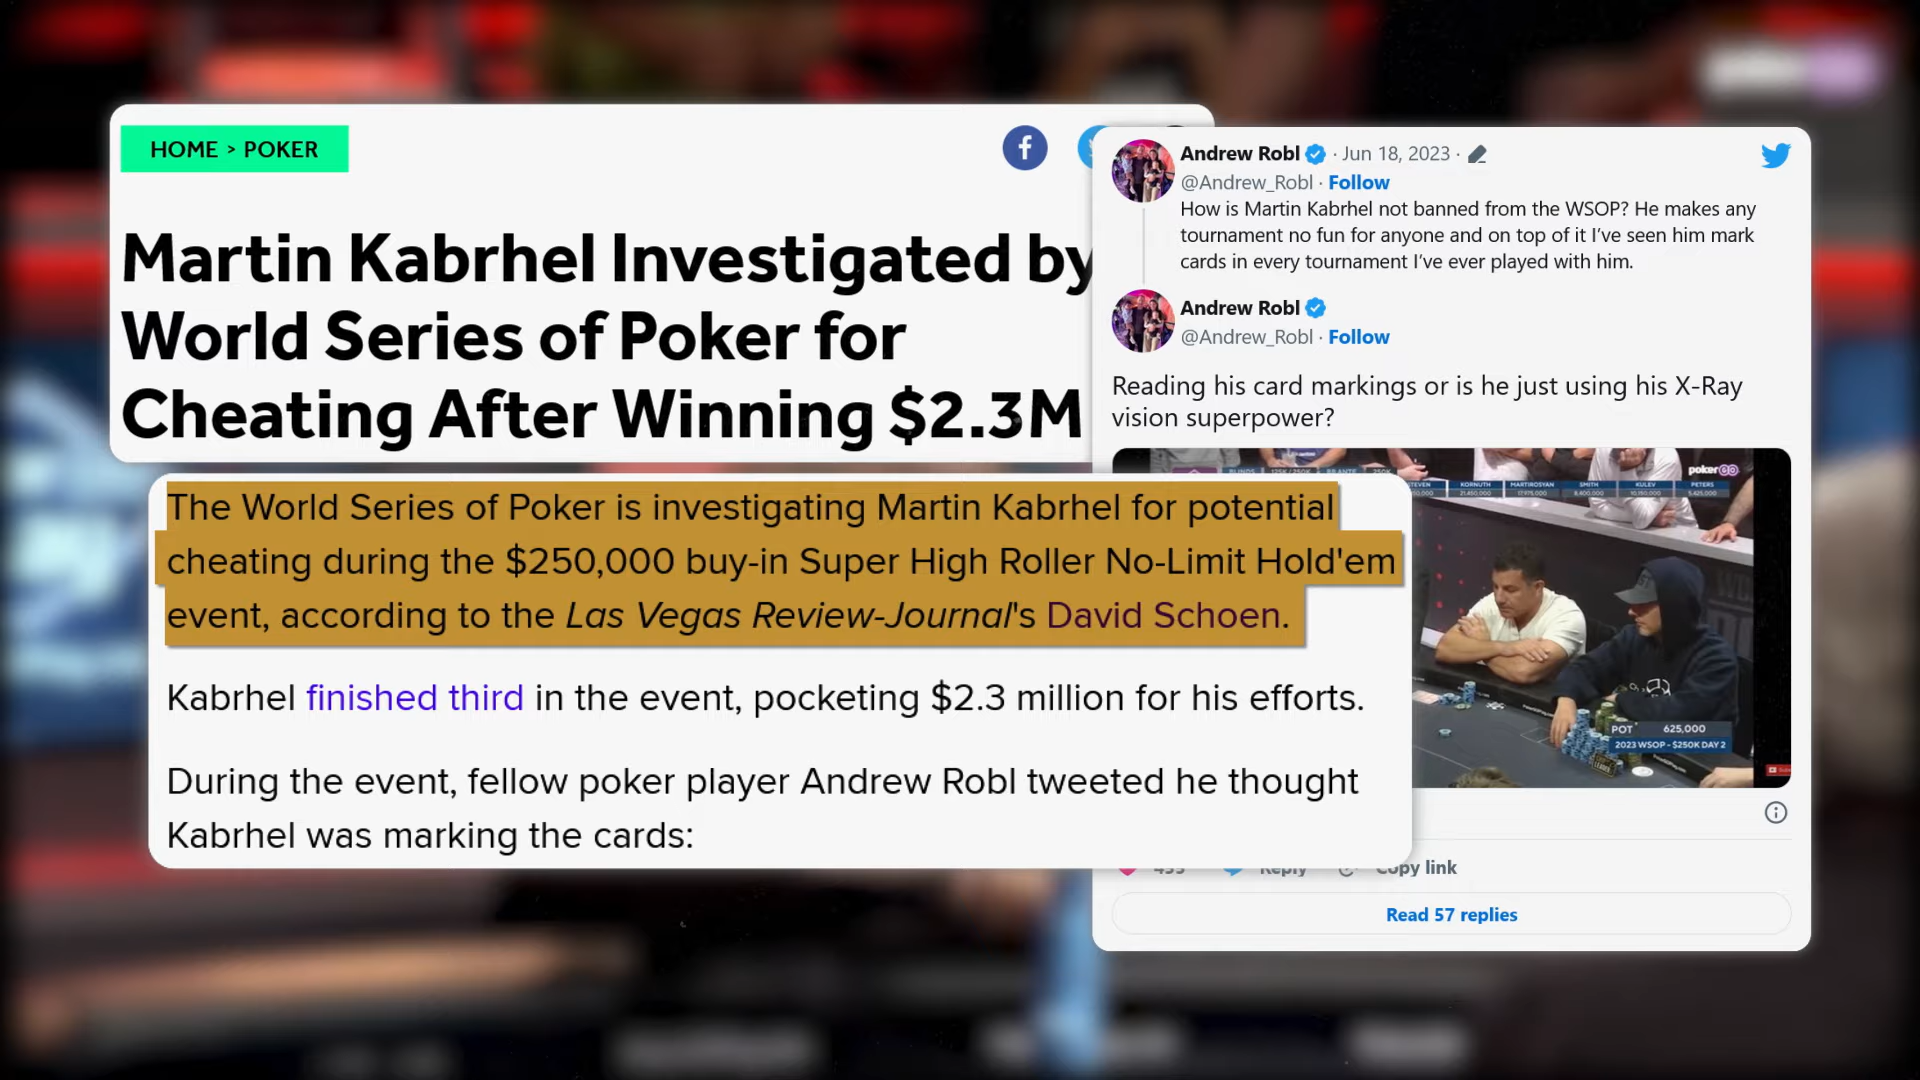 HOME > POKER
Martin Kabrhel Investigated by
World Series of Poker for
Cheating After Winning $2.3M
The World Series of Poker is investigating Martin Kabrhel for potential
cheating during the $250,000 buy-in Super High Roller No-Limit Hold'em
event, according to the Las Vegas Review-Journal's David Schoen.
Kabrhel finished third in the event, pocketing $2.3 million for his efforts.
During the event, fellow poker player Andrew Robl tweeted he thought
Kabrhel was marking the cards:
Andrew Robl · Jun 18, 2023 ·
@Andrew_Robl · Follow
How is Martin Kabrhel not banned from the WSOP? He makes any
tournament no fun for anyone and on top of it I've seen him mark
cards in every tournament I've ever played with him.
Andrew Robl
@Andrew_Robl · Follow
Reading his card markings or is he just using his X-Ray
vision superpower?
pokerGO
KORNUTH MARTIROSYAN SMITH KULEV PETERS
POT 625,000
2023 WSOP - $250K DAY 2
Reply Copy link
Read 57 replies